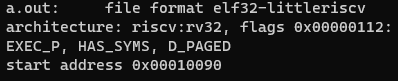 a.out:     file format elf32-littleriscv
architecture: riscv:rv32, flags 0x00000112:
EXEC_P, HAS_SYMS, D_PAGED
start address 0x00010090